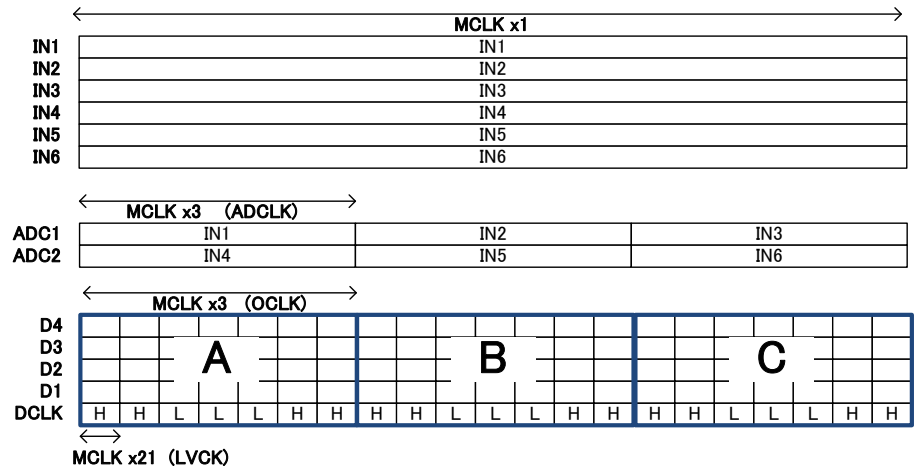 MCLK x1
IN1 IN1
IN2 IN2
IN3 IN3
IN4 IN4
IN5 IN5
IN6 IN6
MCLK x3 (ADCLK)
ADC1 IN1 IN2 IN3
ADC2 IN4 IN5 IN6
MCLK x3 (OCLK)
D4
D3
A B C
D2
D1
DCLK H H L L L H H H H L L L H H H H L L L H H
MCLK x21 (LVCK)